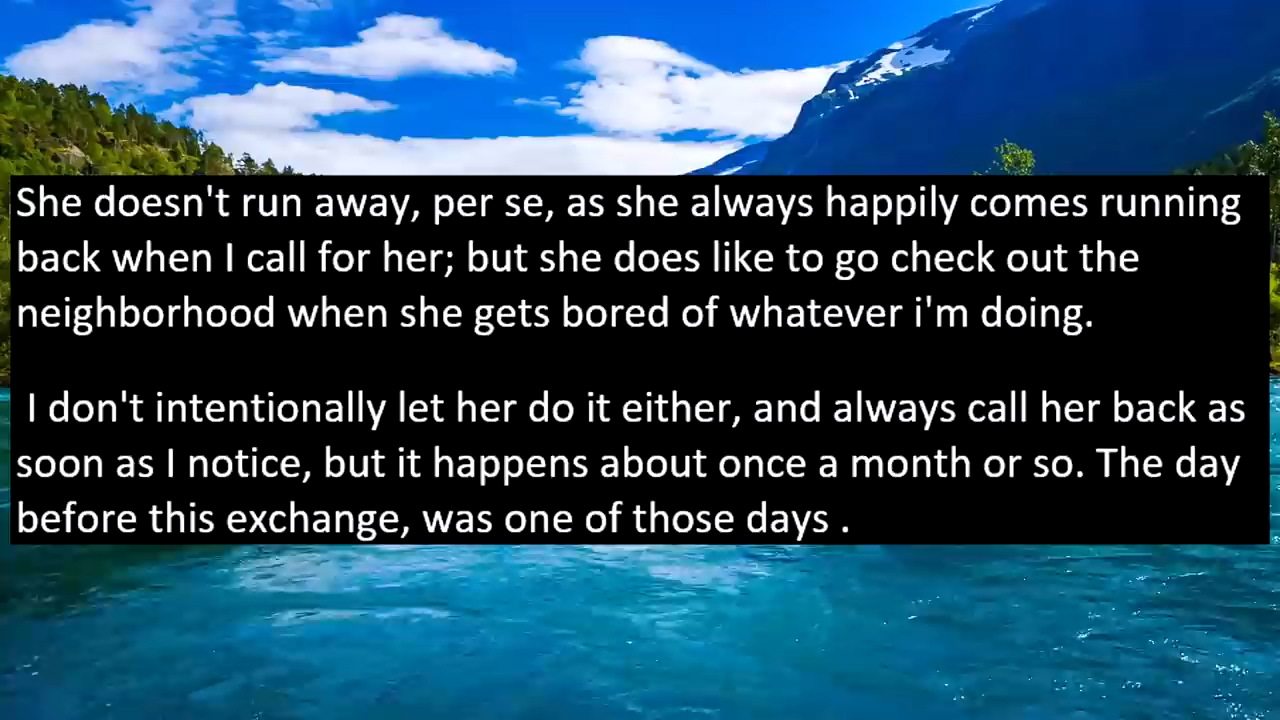 She doesn't run away, per se, as she always happily comes running
back when I call for her; but she does like to go check out the
neighborhood when she gets bored of whatever i'm doing.
I don't intentionally let her do it either, and always call her back as
soon as I notice, but it happens about once a month or so. The day
before this exchange, was one of those days .